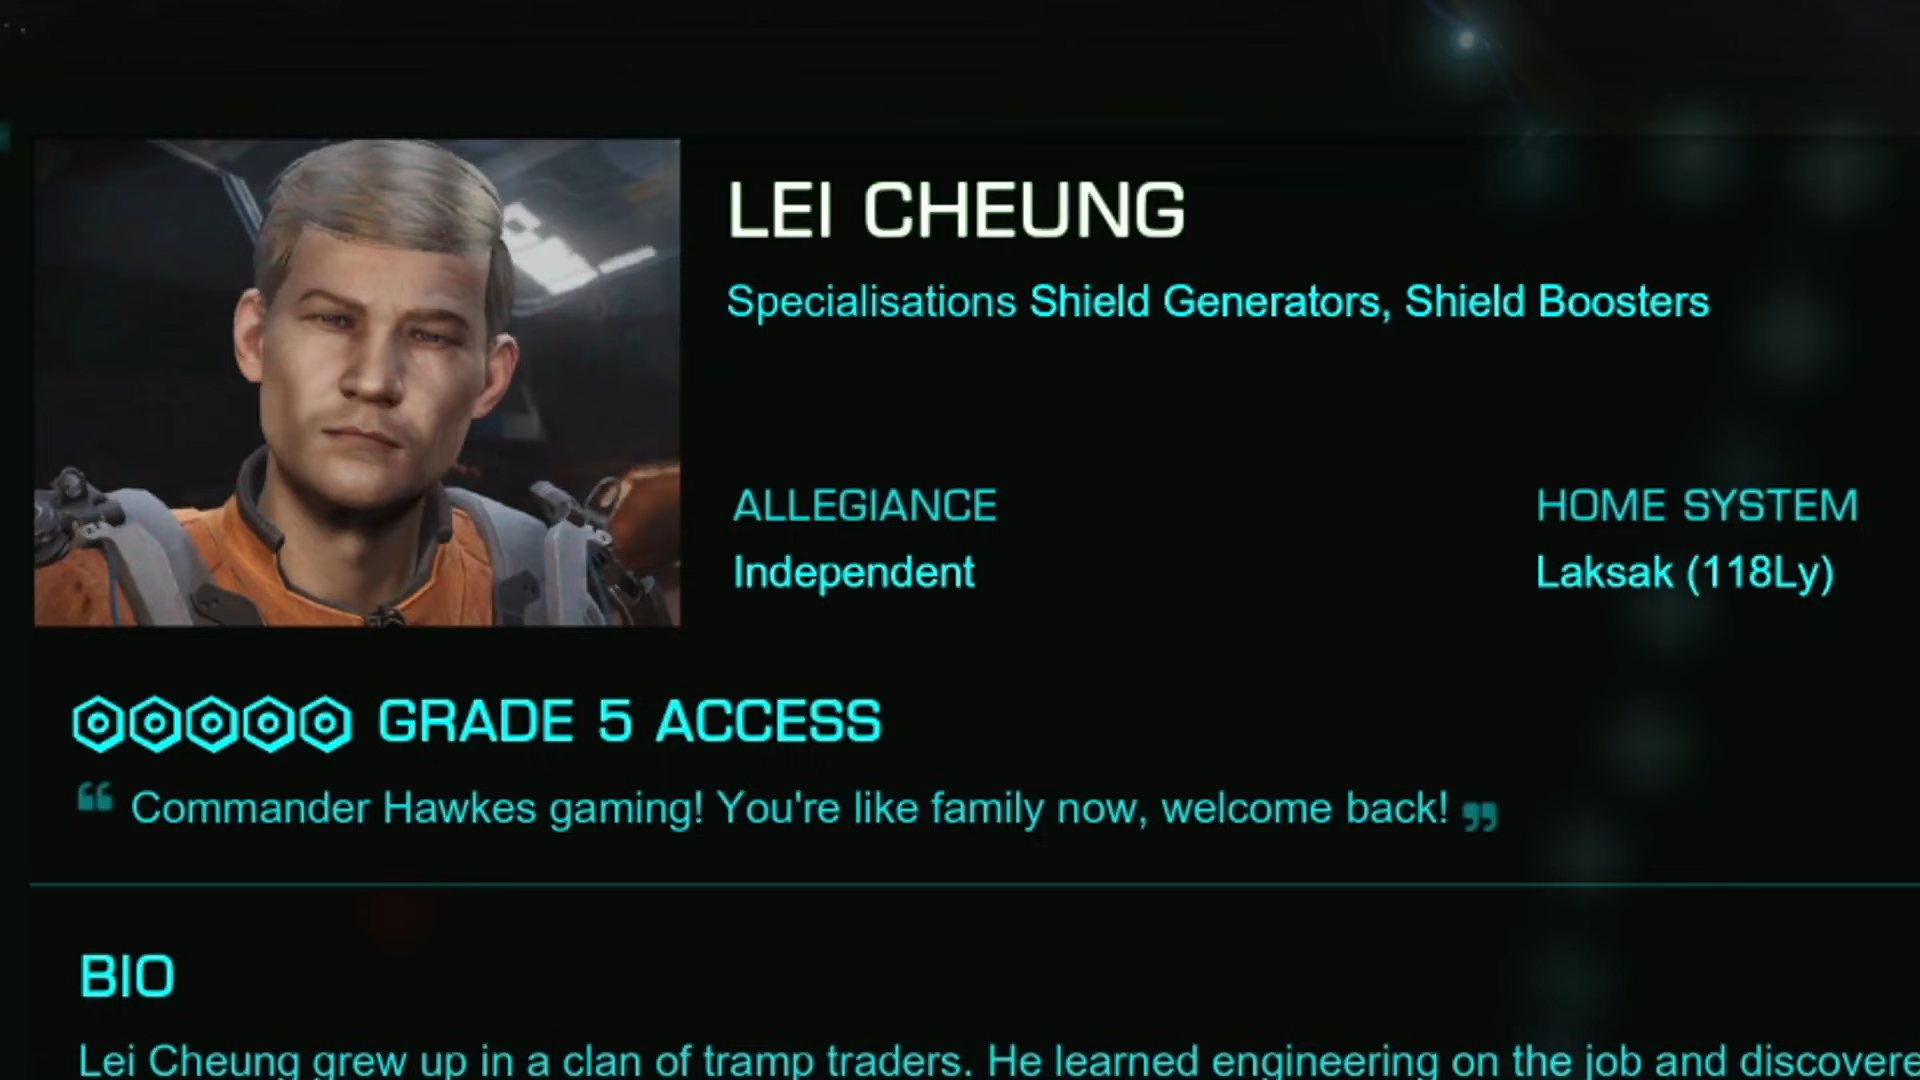 LEI CHEUNG
Specialisations Shield Generators, Shield Boosters
ALLEGIANCE
Independent
HOME SYSTEM
Laksak (118Ly)
GRADE 5 ACCESS
“ Commander Hawkes gaming! You're like family now, welcome back! ”
BIO
Lei Cheung grew up in a clan of tramp traders. He learned engineering on the job and discovere